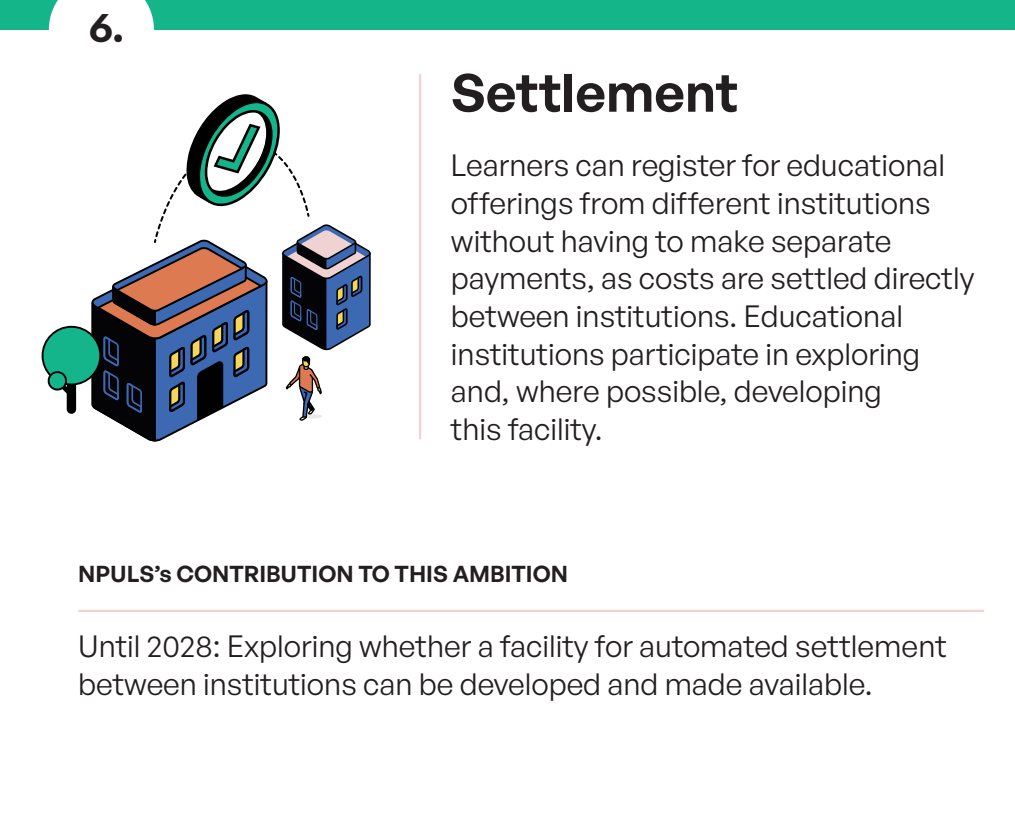 6.
Settlement
Learners can register for educational
offerings from different institutions
without having to make separate
payments, as costs are settled directly
between institutions. Educational
institutions participate in exploring
and, where possible, developing
this facility.
NPULS’s CONTRIBUTION TO THIS AMBITION
Until 2028: Exploring whether a facility for automated settlement
between institutions can be developed and made available.